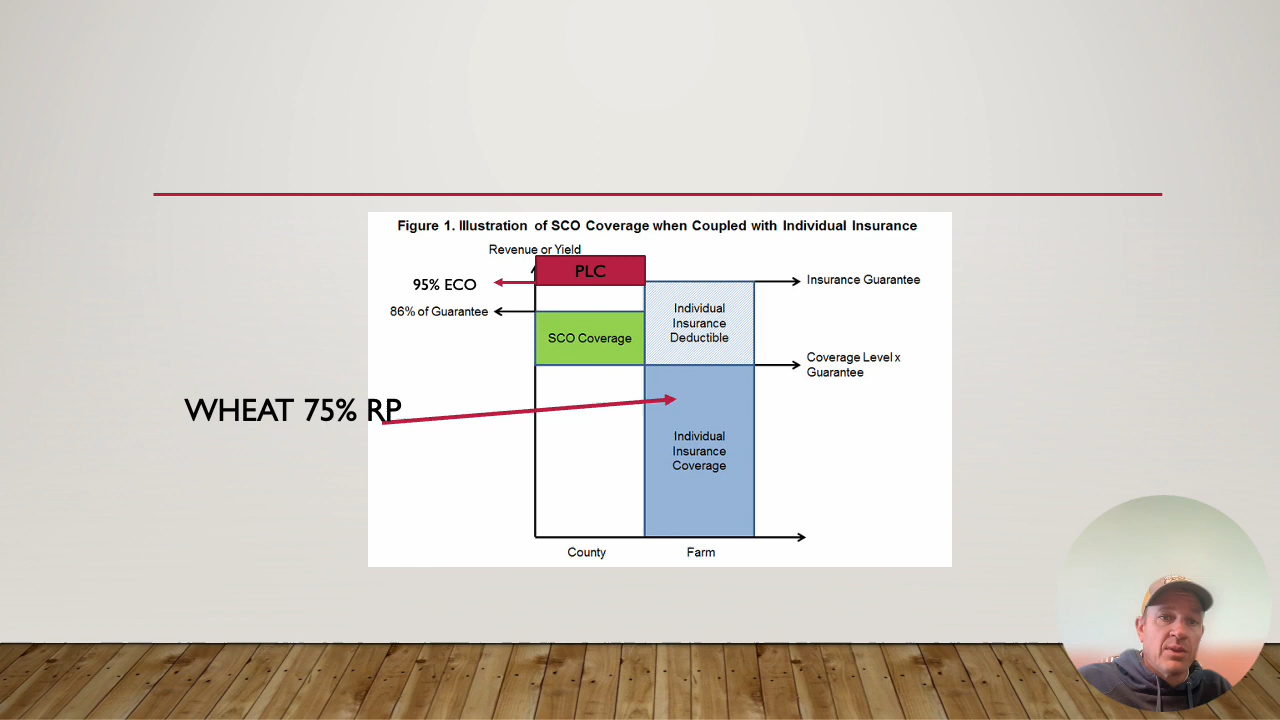 Figure 1. Illustration of SCO Coverage when Coupled with Individual Insurance
Revenue or Yield
PLC
95% ECO
Insurance Guarantee
86% of Guarantee
Individual
Insurance
Deductible
SCO Coverage
Coverage Level x
Guarantee
WHEAT 75% RP
Individual
Insurance
Coverage
County
Farm